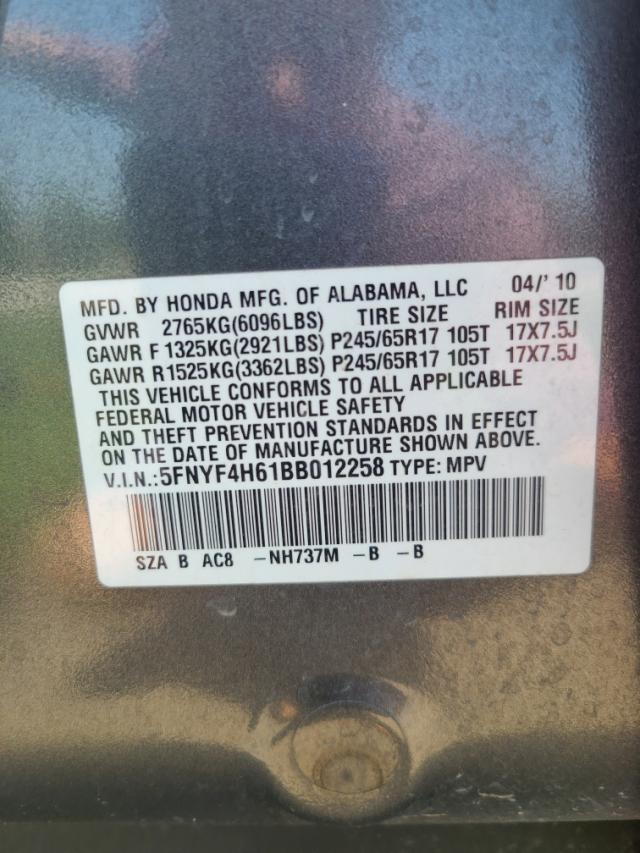 MFD. BY HONDA MFG. OF ALABAMA, LLC 04/' 10
GVWR 2765KG(6096LBS) TIRE SIZE RIM SIZE
GAWR F 1325KG(2921LBS) P245/65R17 105T 17X7.5J
GAWR R1525KG(3362LBS) P245/65R17 105T 17X7.5J
THIS VEHICLE CONFORMS TO ALL APPLICABLE
FEDERAL MOTOR VEHICLE SAFETY
AND THEFT PREVENTION STANDARDS IN EFFECT
ON THE DATE OF MANUFACTURE SHOWN ABOVE.
V.I.N.:5FNYF4H61BB012258 TYPE: MPV
SZA B AC8 -NH737M -B -B